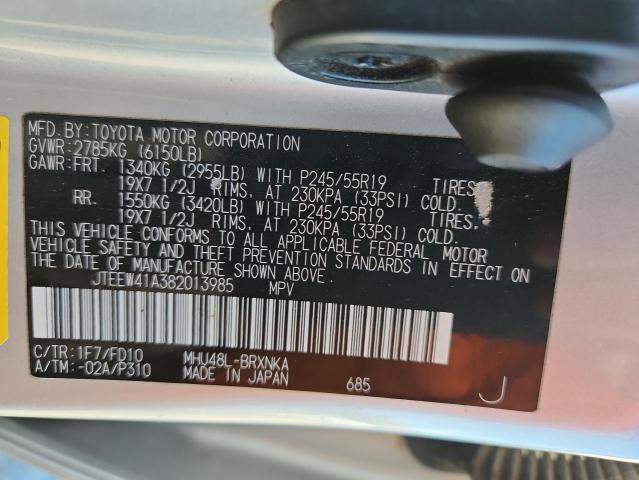 MFD.BY:TOYOTA MOTOR CORPORATION
GVWR:2785KG (6150LB)
GAWR:FRT. 1340KG (2955LB) WITH P245/55R19 TIRES,
19X7 1/2J RIMS, AT 230KPA (33PSI) COLD.
RR. 1550KG (3420LB) WITH P245/55R19 TIRES,
19X7 1/2J RIMS, AT 230KPA (33PSI) COLD.
THIS VEHICLE CONFORMS TO ALL APPLICABLE FEDERAL MOTOR
VEHICLE SAFETY AND THEFT PREVENTION STANDARDS IN EFFECT ON
THE DATE OF MANUFACTURE
JTEEW41A382013985 MPV
C/TR:1F7/FD10 MHU48L-BRXNKA
A/TM:-02A/P310 MADE IN JAPAN 685 J